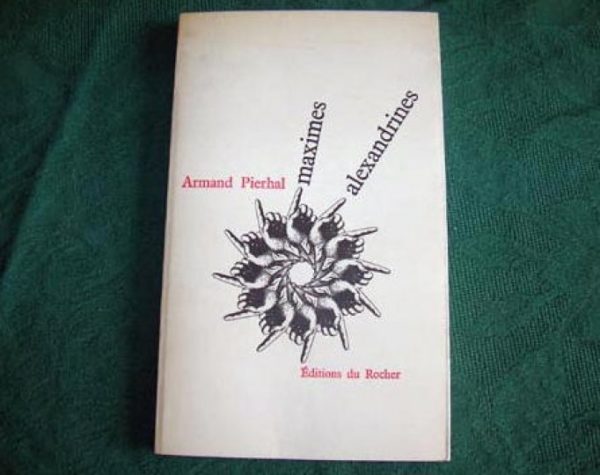 Armand Pierhal
maximes
alexandrines
Éditions du Rocher